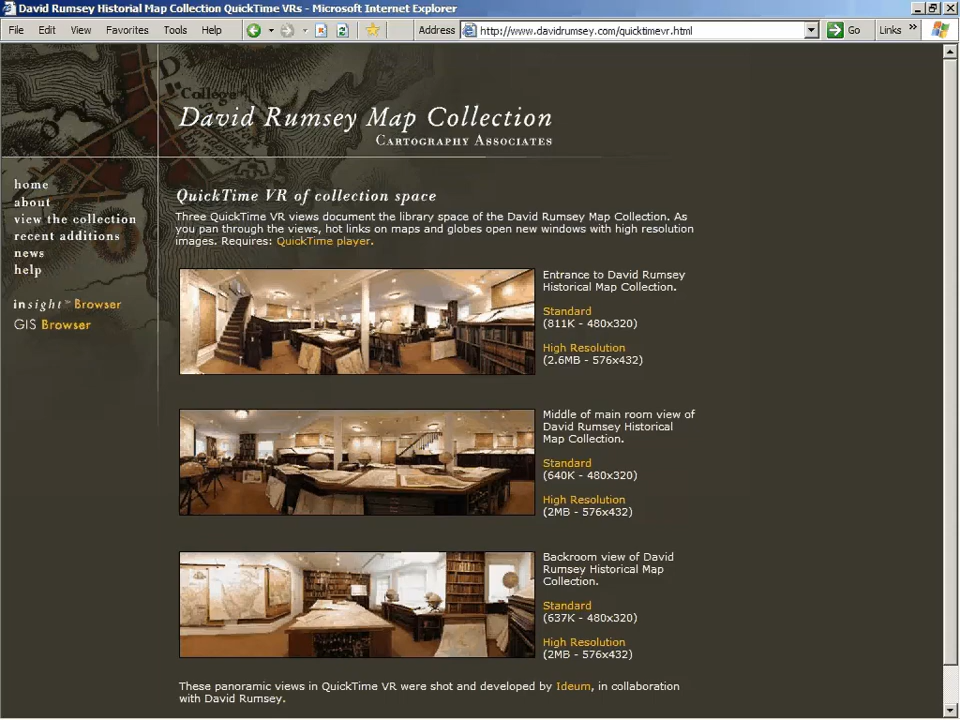 David Rumsey Historial Map Collection QuickTime VRs - Microsoft Internet Explorer
File Edit View Favorites Tools Help Address http://www.davidrumsey.com/quicktimevr.html Go Links »
College
David Rumsey Map Collection
Cartography Associates
home
about
view the collection
recent additions
news
help
insight™ Browser
GIS Browser
QuickTime VR of collection space
Three QuickTime VR views document the library space of the David Rumsey Map Collection. As
you pan through the views, hot links on maps and globes open new windows with high resolution
images. Requires: QuickTime player.
Entrance to David Rumsey
Historical Map Collection.
Standard
(811K - 480x320)
High Resolution
(2.6MB - 576x432)
Middle of main room view of
David Rumsey Historical
Map Collection.
Standard
(640K - 480x320)
High Resolution
(2MB - 576x432)
Backroom view of David
Rumsey Historical Map
Collection.
Standard
(637K - 480x320)
High Resolution
(2MB - 576x432)
These panoramic views in QuickTime VR were shot and developed by Ideum, in collaboration
with David Rumsey.